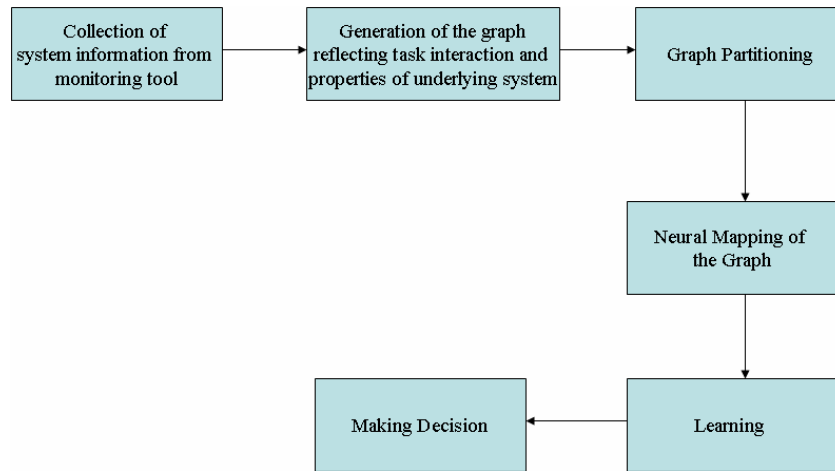 Collection of
system information from
monitoring tool
Generation of the graph
reflecting task interaction and
properties of underlying system
Graph Partitioning
Neural Mapping of
the Graph
Making Decision
Learning